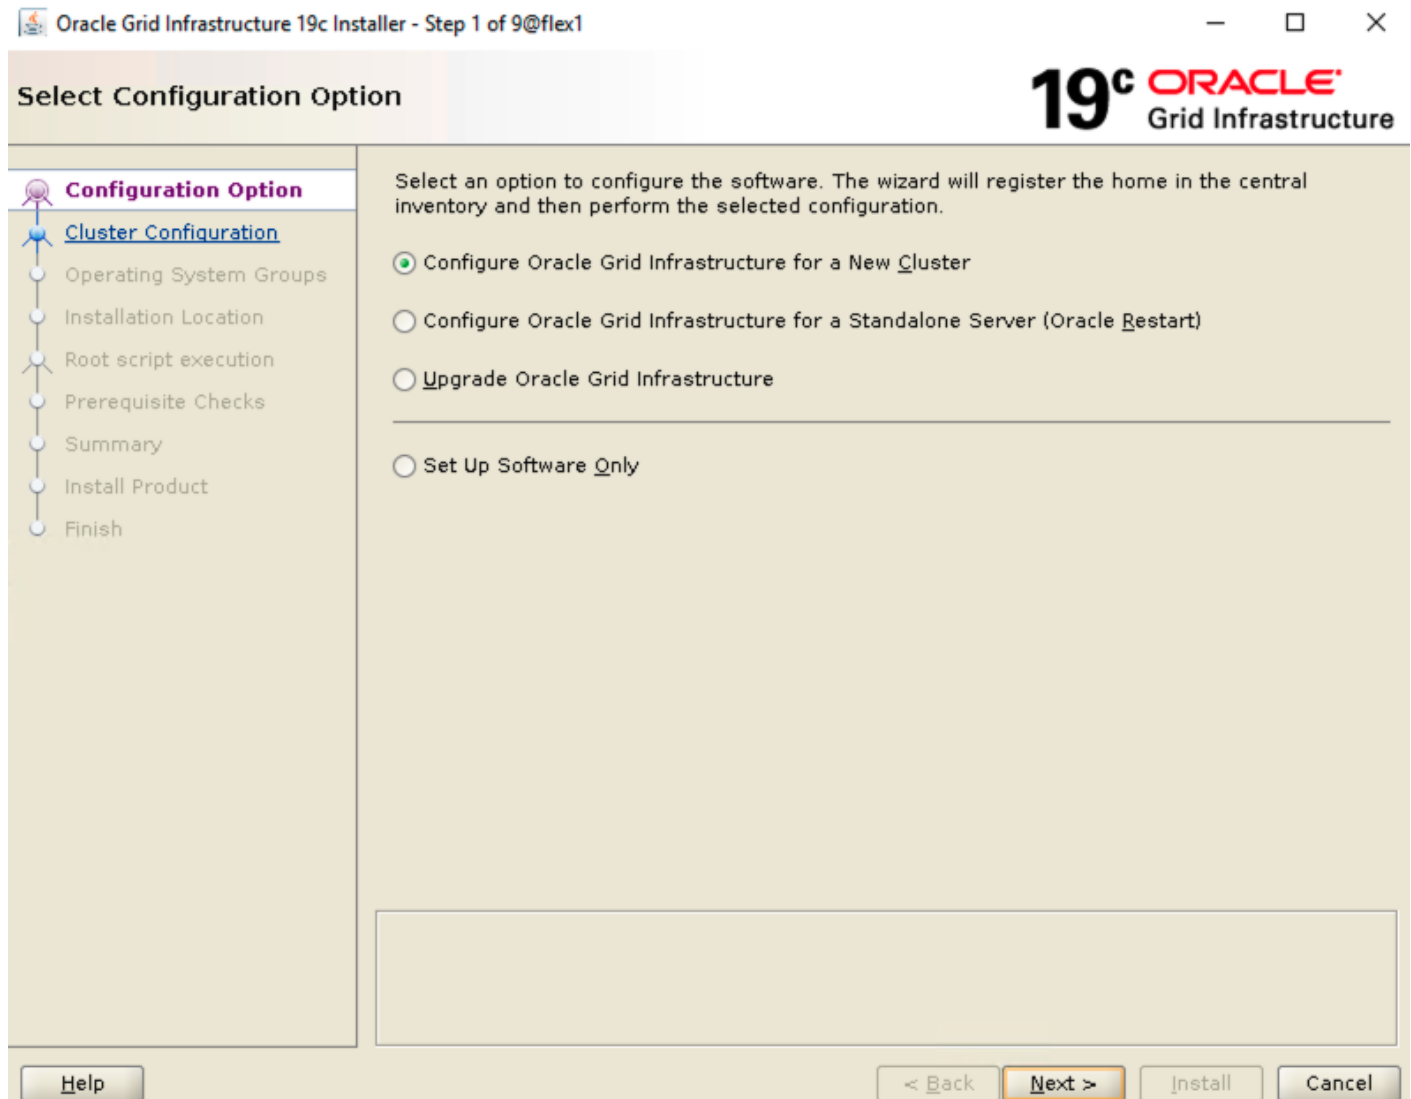 Oracle Grid Infrastructure 19c Installer - Step 1 of 9@flex1
Select Configuration Option
19c ORACLE
Grid Infrastructure
Configuration Option
Cluster Configuration
Operating System Groups
Installation Location
Root script execution
Prerequisite Checks
Summary
Install Product
Finish
Select an option to configure the software. The wizard will register the home in the central
inventory and then perform the selected configuration.
Configure Oracle Grid Infrastructure for a New Cluster
Configure Oracle Grid Infrastructure for a Standalone Server (Oracle Restart)
Upgrade Oracle Grid Infrastructure
Set Up Software Only
Help
< Back
Next >
Install
Cancel